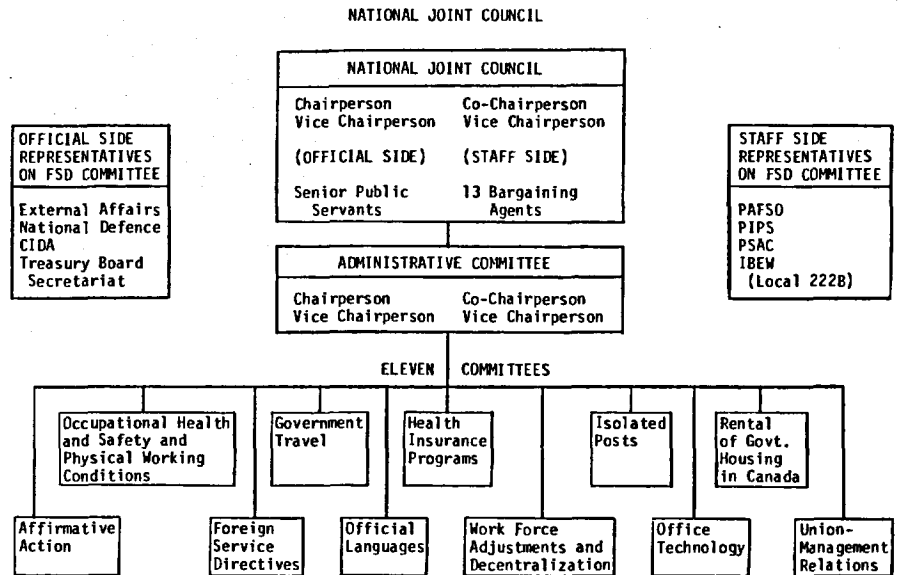 NATIONAL JOINT COUNCIL
NATIONAL JOINT COUNCIL
Chairperson Co-Chairperson
Vice Chairperson Vice Chairperson
(OFFICIAL SIDE) (STAFF SIDE)
Senior Public 13 Bargaining
Servants Agents
OFFICIAL SIDE
REPRESENTATIVES
ON FSD COMMITTEE
External Affairs
National Defence
CIDA
Treasury Board
Secretariat
STAFF SIDE
REPRESENTATIVES
ON FSD COMMITTEE
PAFSO
PIPS
PSAC
IBEW
(Local 2228)
ADMINISTRATIVE COMMITTEE
Chairperson Co-Chairperson
Vice Chairperson Vice Chairperson
ELEVEN COMMITTEES
Occupational Health
and Safety and
Physical Working
Conditions
Government
Travel
Health
Insurance
Programs
Isolated
Posts
Rental
of Govt.
Housing
in Canada
Affirmative
Action
Foreign
Service
Directives
Official
Languages
Work Force
Adjustments and
Decentralization
Office
Technology
Union-
Management
Relations